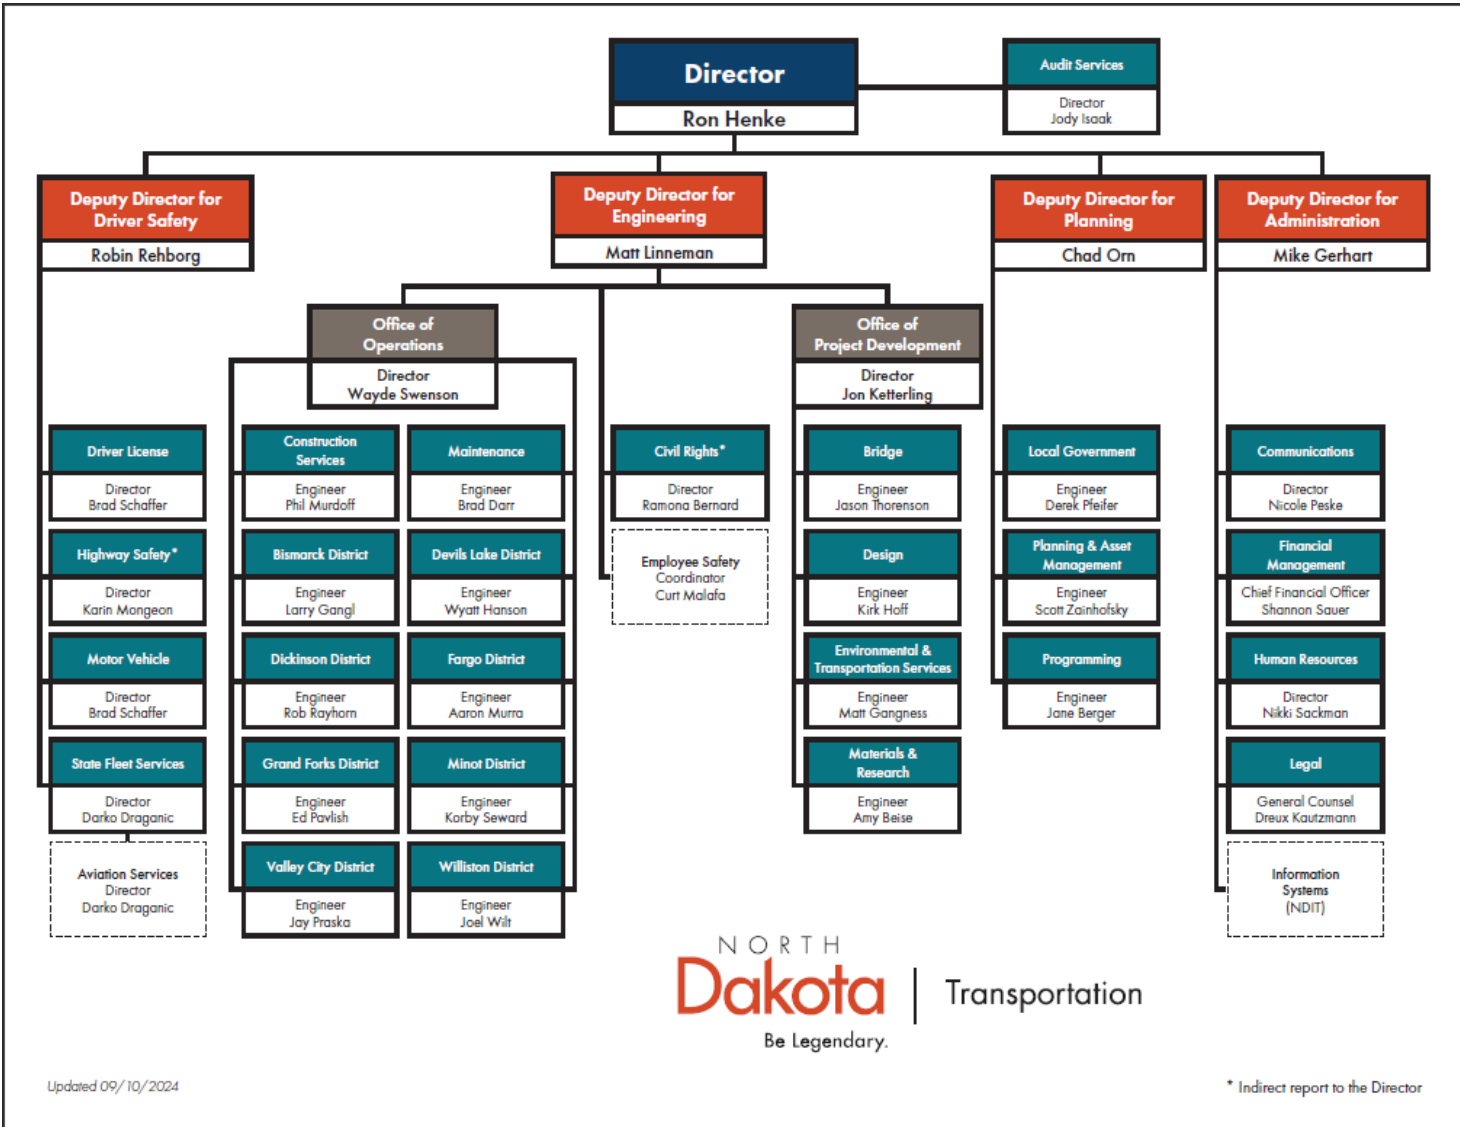 Director
Ron Henke
Audit Services
Director
Jody Isaak
Deputy Director for
Driver Safety
Robin Rehborg
Deputy Director for
Engineering
Matt Linneman
Deputy Director for
Planning
Chad Orn
Deputy Director for
Administration
Mike Gerhart
Office of
Operations
Director
Wayde Swenson
Office of
Project Development
Director
Jon Ketterling
Driver License
Director
Brad Schaffer
Highway Safety*
Director
Karin Mongeon
Motor Vehicle
Director
Brad Schaffer
State Fleet Services
Director
Darko Draganic
Aviation Services
Director
Darko Draganic
Construction
Services
Engineer
Phil Murdoff
Bismarck District
Engineer
Larry Gangl
Dickinson District
Engineer
Rob Rayhorn
Grand Forks District
Engineer
Ed Pavlish
Valley City District
Engineer
Jay Praska
Maintenance
Engineer
Brad Darr
Devils Lake District
Engineer
Wyatt Hanson
Fargo District
Engineer
Aaron Murra
Minot District
Engineer
Korby Seward
Williston District
Engineer
Joel Wilt
Civil Rights*
Director
Ramona Bernard
Employee Safety
Coordinator
Curt Malafa
Bridge
Engineer
Jason Thorenson
Design
Engineer
Kirk Hoff
Environmental &
Transportation Services
Engineer
Matt Gangness
Materials &
Research
Engineer
Amy Beise
Local Government
Engineer
Derek Pfeifer
Planning & Asset
Management
Engineer
Scott Zainhofsky
Programming
Engineer
Jane Berger
Communications
Director
Nicole Peske
Financial
Management
Chief Financial Officer
Shannon Sauer
Human Resources
Director
Nikki Sackman
Legal
General Counsel
Dreux Kautzmann
Information
Systems
(NDIT)
NORTH
Dakota
Be Legendary.
Transportation
Updated 09/10/2024
* Indirect report to the Director